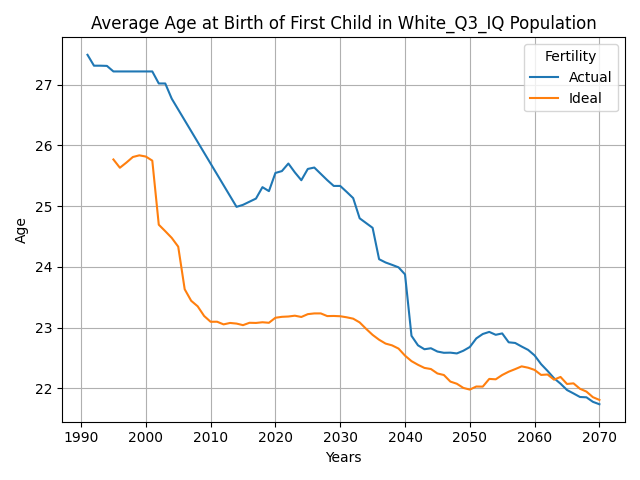 Average Age at Birth of First Child in White_Q3_IQ Population
Fertility
Actual
Ideal
27
26
25
24
23
22
Age
1990 2000 2010 2020 2030 2040 2050 2060 2070
Years